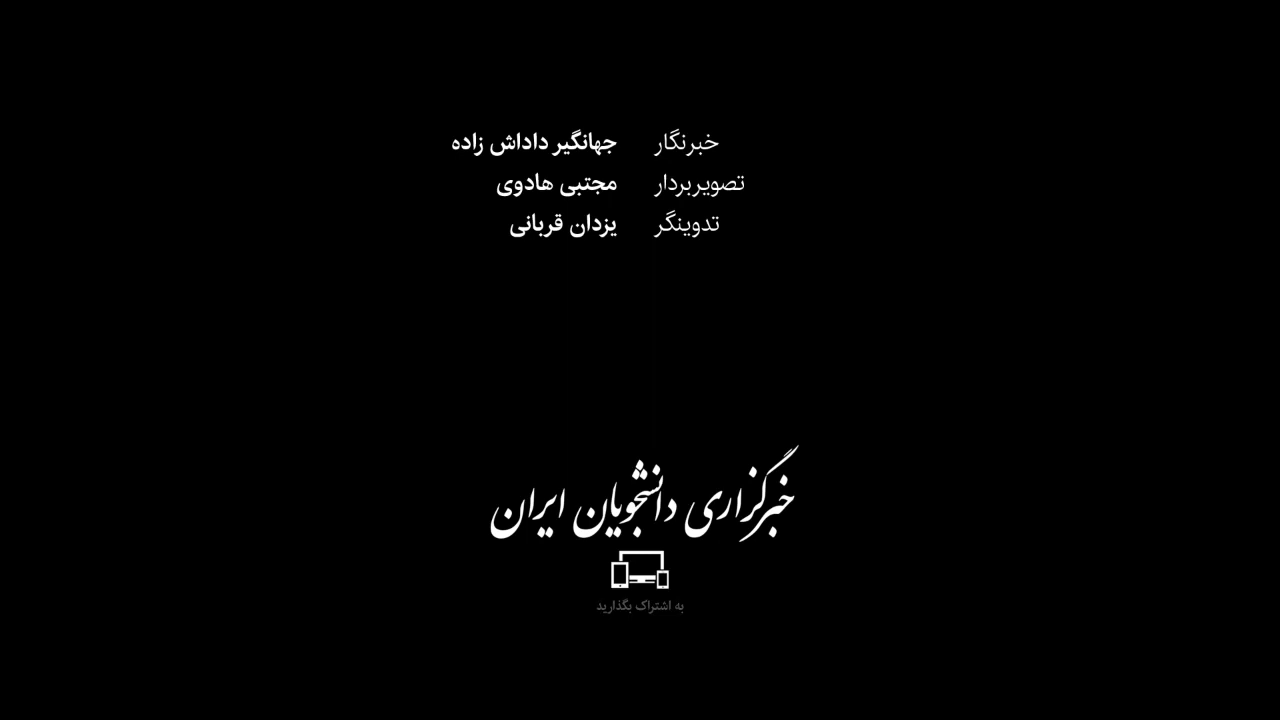 خبرنگار جهانگیر داداش زاده
تصویربردار مجتبی هادوی
تدوینگر یزدان قربانی
خبرگزاری دانشجویان ایران
به اشتراک بگذارید